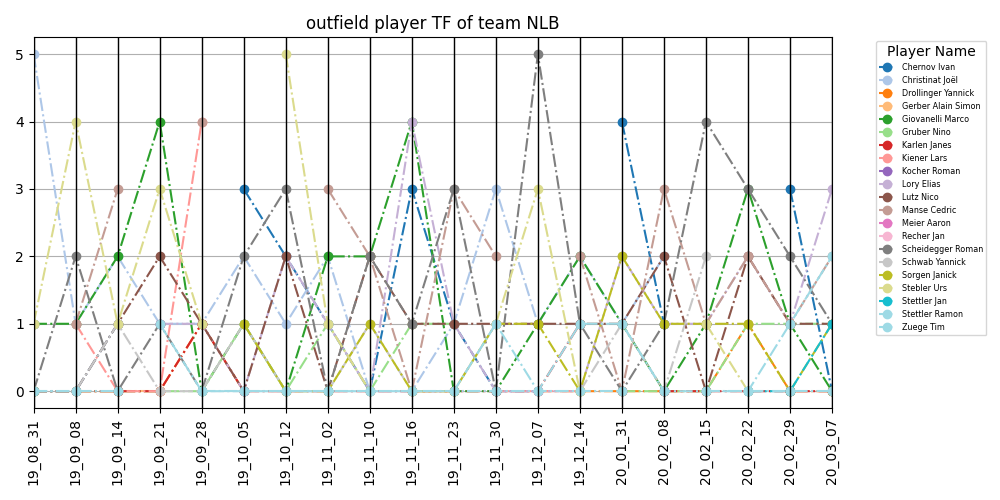 outfield player TF of team NLB
5
4
3
2
1
0
19_08_31
19_09_08
19_09_14
19_09_21
19_09_28
19_10_05
19_10_12
19_11_02
19_11_10
19_11_16
19_11_23
19_11_30
19_12_07
19_12_14
20_01_31
20_02_08
20_02_15
20_02_22
20_02_29
20_03_07
Player Name
Chernov Ivan
Christinat Joël
Drollinger Yannick
Gerber Alain Simon
Giovanelli Marco
Gruber Nino
Karlen Janes
Kiener Lars
Kocher Roman
Lory Elias
Lutz Nico
Manse Cedric
Meier Aaron
Recher Jan
Scheidegger Roman
Schwab Yannick
Sorgen Janick
Stebler Urs
Stettler Jan
Stettler Ramon
Zuege Tim